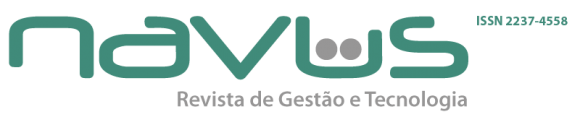 ISSN 2237-4558
navus
Revista de Gestão e Tecnologia